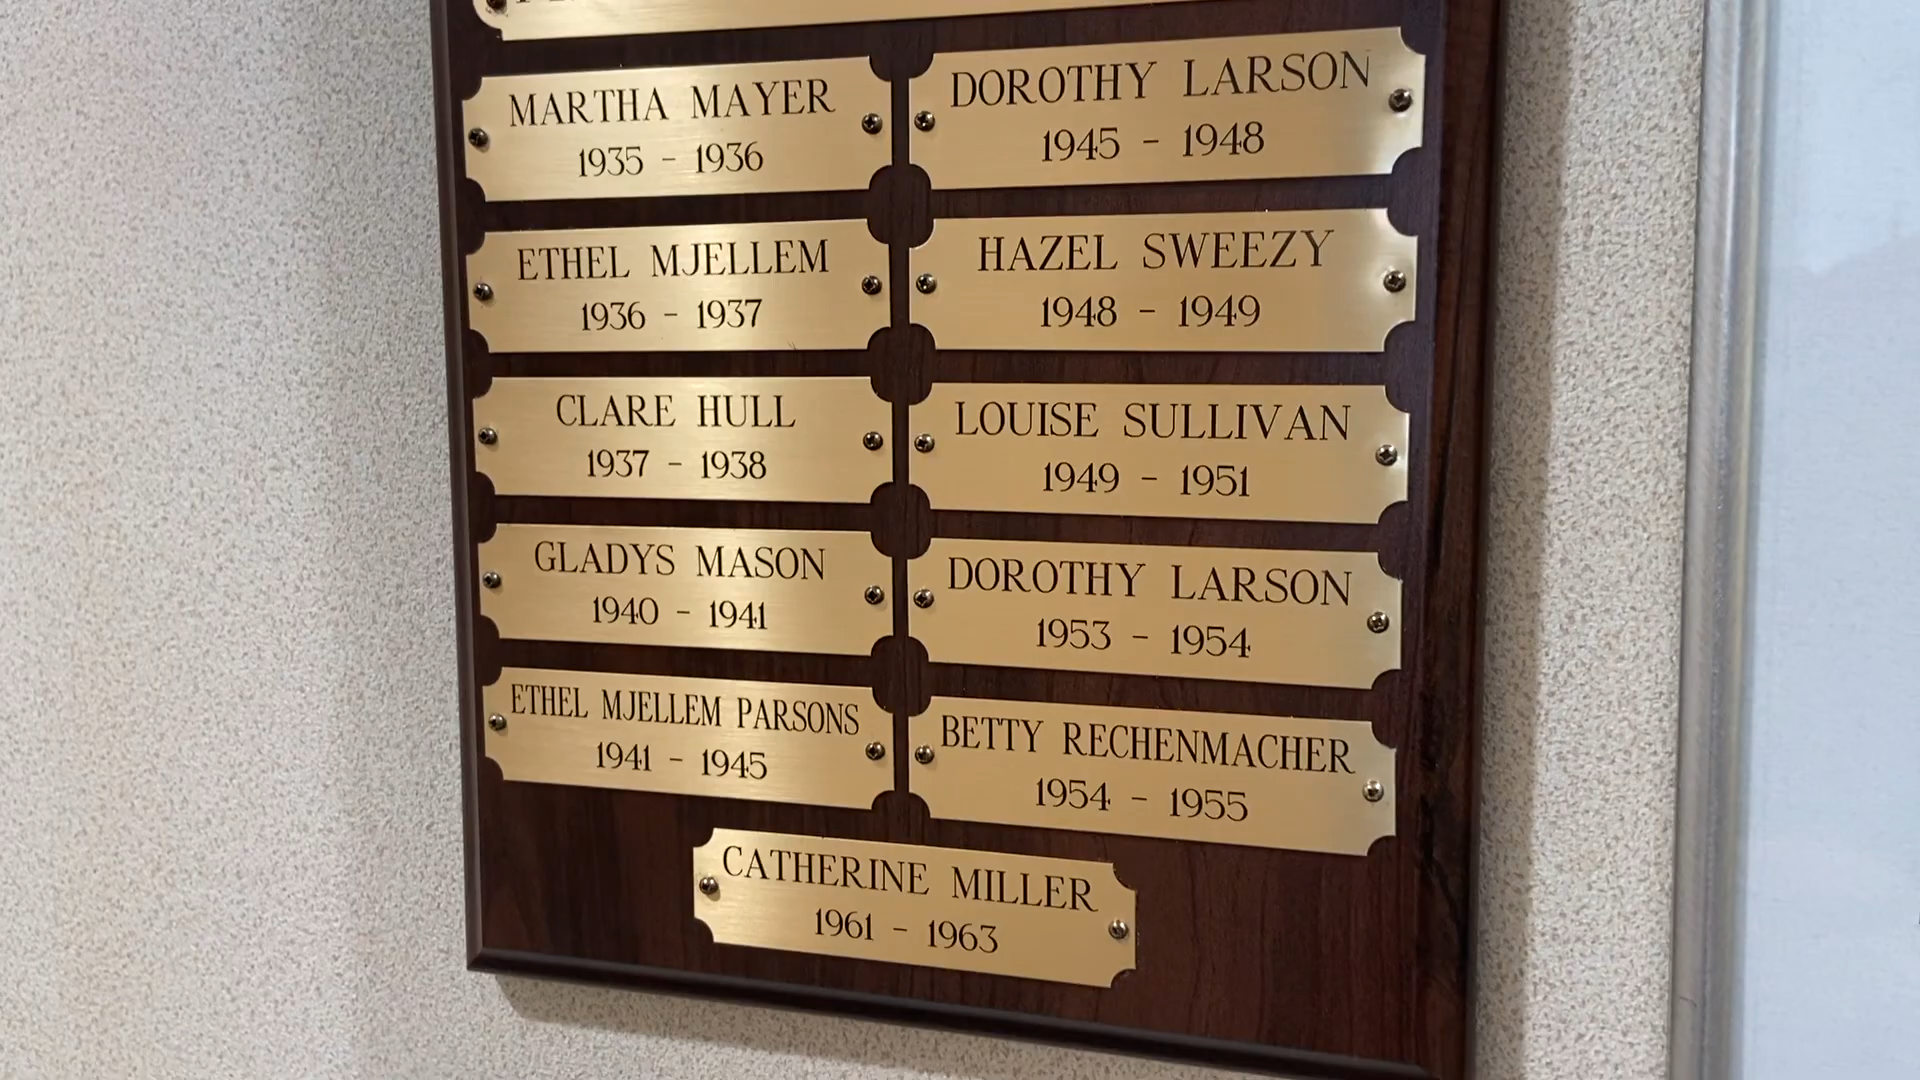 MARTHA MAYER
1935 - 1936
ETHEL MJELLEM
1936 - 1937
CLARE HULL
1937 - 1938
GLADYS MASON
1940 - 1941
ETHEL MJELLEM PARSONS
1941 - 1945
DOROTHY LARSON
1945 - 1948
HAZEL SWEEZY
1948 - 1949
LOUISE SULLIVAN
1949 - 1951
DOROTHY LARSON
1953 - 1954
BETTY RECHENMACHER
1954 - 1955
CATHERINE MILLER
1961 - 1963